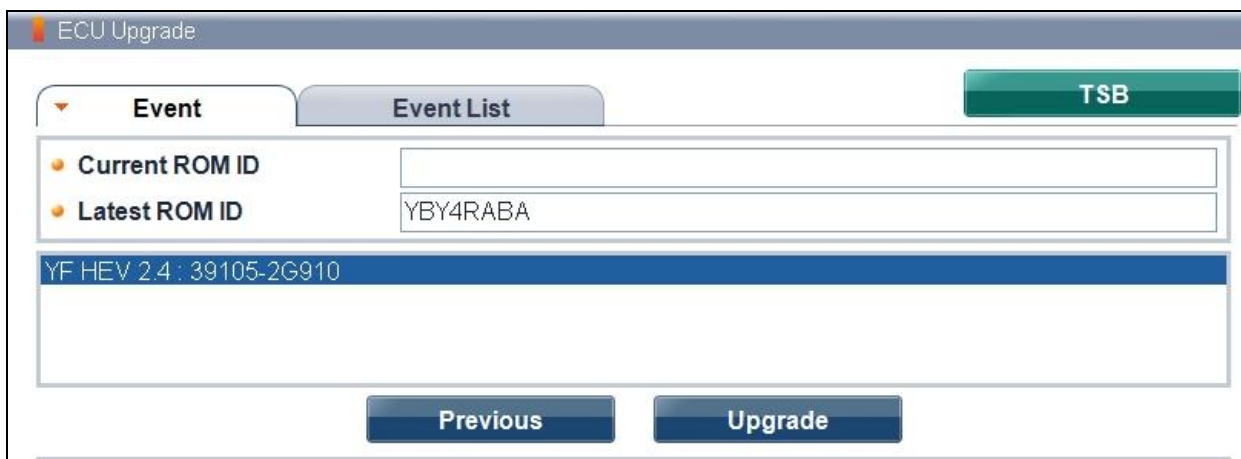 ECU Upgrade
TSB
Event
Event List
Current ROM ID
Latest ROM ID YBY4RABA
YF HEV 2.4 : 39105-2G910
Previous
Upgrade